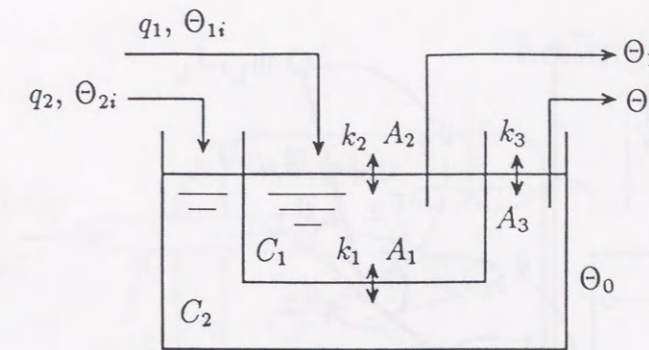 q₁, Θ₁ᵢ
q₂, Θ₂ᵢ
Θ
k₂ A₂ k₃
C₁ k₁ A₁ A₃
Θ₀
C₂